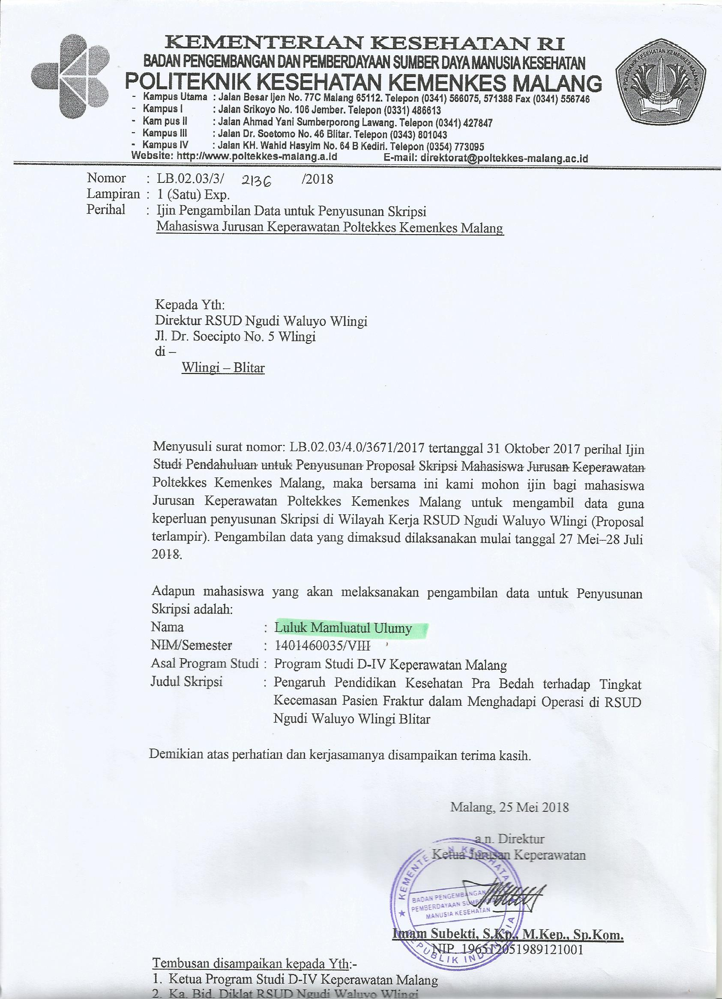 KEMENTERIAN KESEHATAN RI
BADAN PENGEMBANGAN DAN PEMBERDAYAAN SUMBER DAYA MANUSIA KESEHATAN
POLITEKNIK KESEHATAN KEMENKES MALANG
- Kampus Utama : Jalan Besar Ijen No. 77C Malang 65112. Telepon (0341) 566075, 571388 Fax (0341) 556746
- Kampus I : Jalan Srikoyo No. 106 Jember. Telepon (0331) 486613
- Kam pus II : Jalan Ahmad Yani Sumberporong Lawang. Telepon (0341) 427847
- Kampus III : Jalan Dr. Soetomo No. 46 Blitar. Telepon (0343) 801043
- Kampus IV : Jalan KH. Wahid Hasyim No. 64 B Kediri. Telepon (0354) 773095
Website: http://www.poltekkes-malang.a.id E-mail: direktorat@poltekkes-malang.ac.id
POLITEKNIK KESEHATAN KEMENKES MALANG
Nomor : LB.02.03/3/ 2136 /2018
Lampiran : 1 (Satu) Exp.
Perihal : Ijin Pengambilan Data untuk Penyusunan Skripsi
Mahasiswa Jurusan Keperawatan Poltekkes Kemenkes Malang
Kepada Yth:
Direktur RSUD Ngudi Waluyo Wlingi
Jl. Dr. Soecipto No. 5 Wlingi
di –
Wlingi – Blitar
Menyusuli surat nomor: LB.02.03/4.0/3671/2017 tertanggal 31 Oktober 2017 perihal Ijin
Studi Pendahuluan untuk Penyusunan Proposal Skripsi Mahasiswa Jurusan Keperawatan
Poltekkes Kemenkes Malang, maka bersama ini kami mohon ijin bagi mahasiswa
Jurusan Keperawatan Poltekkes Kemenkes Malang untuk mengambil data guna
keperluan penyusunan Skripsi di Wilayah Kerja RSUD Ngudi Waluyo Wlingi (Proposal
terlampir). Pengambilan data yang dimaksud dilaksanakan mulai tanggal 27 Mei–28 Juli
2018.
Adapun mahasiswa yang akan melaksanakan pengambilan data untuk Penyusunan
Skripsi adalah:
Nama : Luluk Mamluatul Ulumy
NIM/Semester : 1401460035/VIII
Asal Program Studi : Program Studi D-IV Keperawatan Malang
Judul Skripsi : Pengaruh Pendidikan Kesehatan Pra Bedah terhadap Tingkat
Kecemasan Pasien Fraktur dalam Menghadapi Operasi di RSUD
Ngudi Waluyo Wlingi Blitar
Demikian atas perhatian dan kerjasamanya disampaikan terima kasih.
Malang, 25 Mei 2018
a.n. Direktur
Ketua Jurusan Keperawatan
KEMENTERIAN KESEHATAN
BADAN PENGEMBANGAN
PEMBERDAYAAN SUMBER
MANUSIA KESEHATAN
REPUBLIK INDONESIA
Imam Subekti, S.Kp., M.Kep., Sp.Kom.
NIP. 196512051989121001
Tembusan disampaikan kepada Yth:-
1. Ketua Program Studi D-IV Keperawatan Malang
2. Ka. Bid. Diklat RSUD Ngudi Waluyo Wlingi